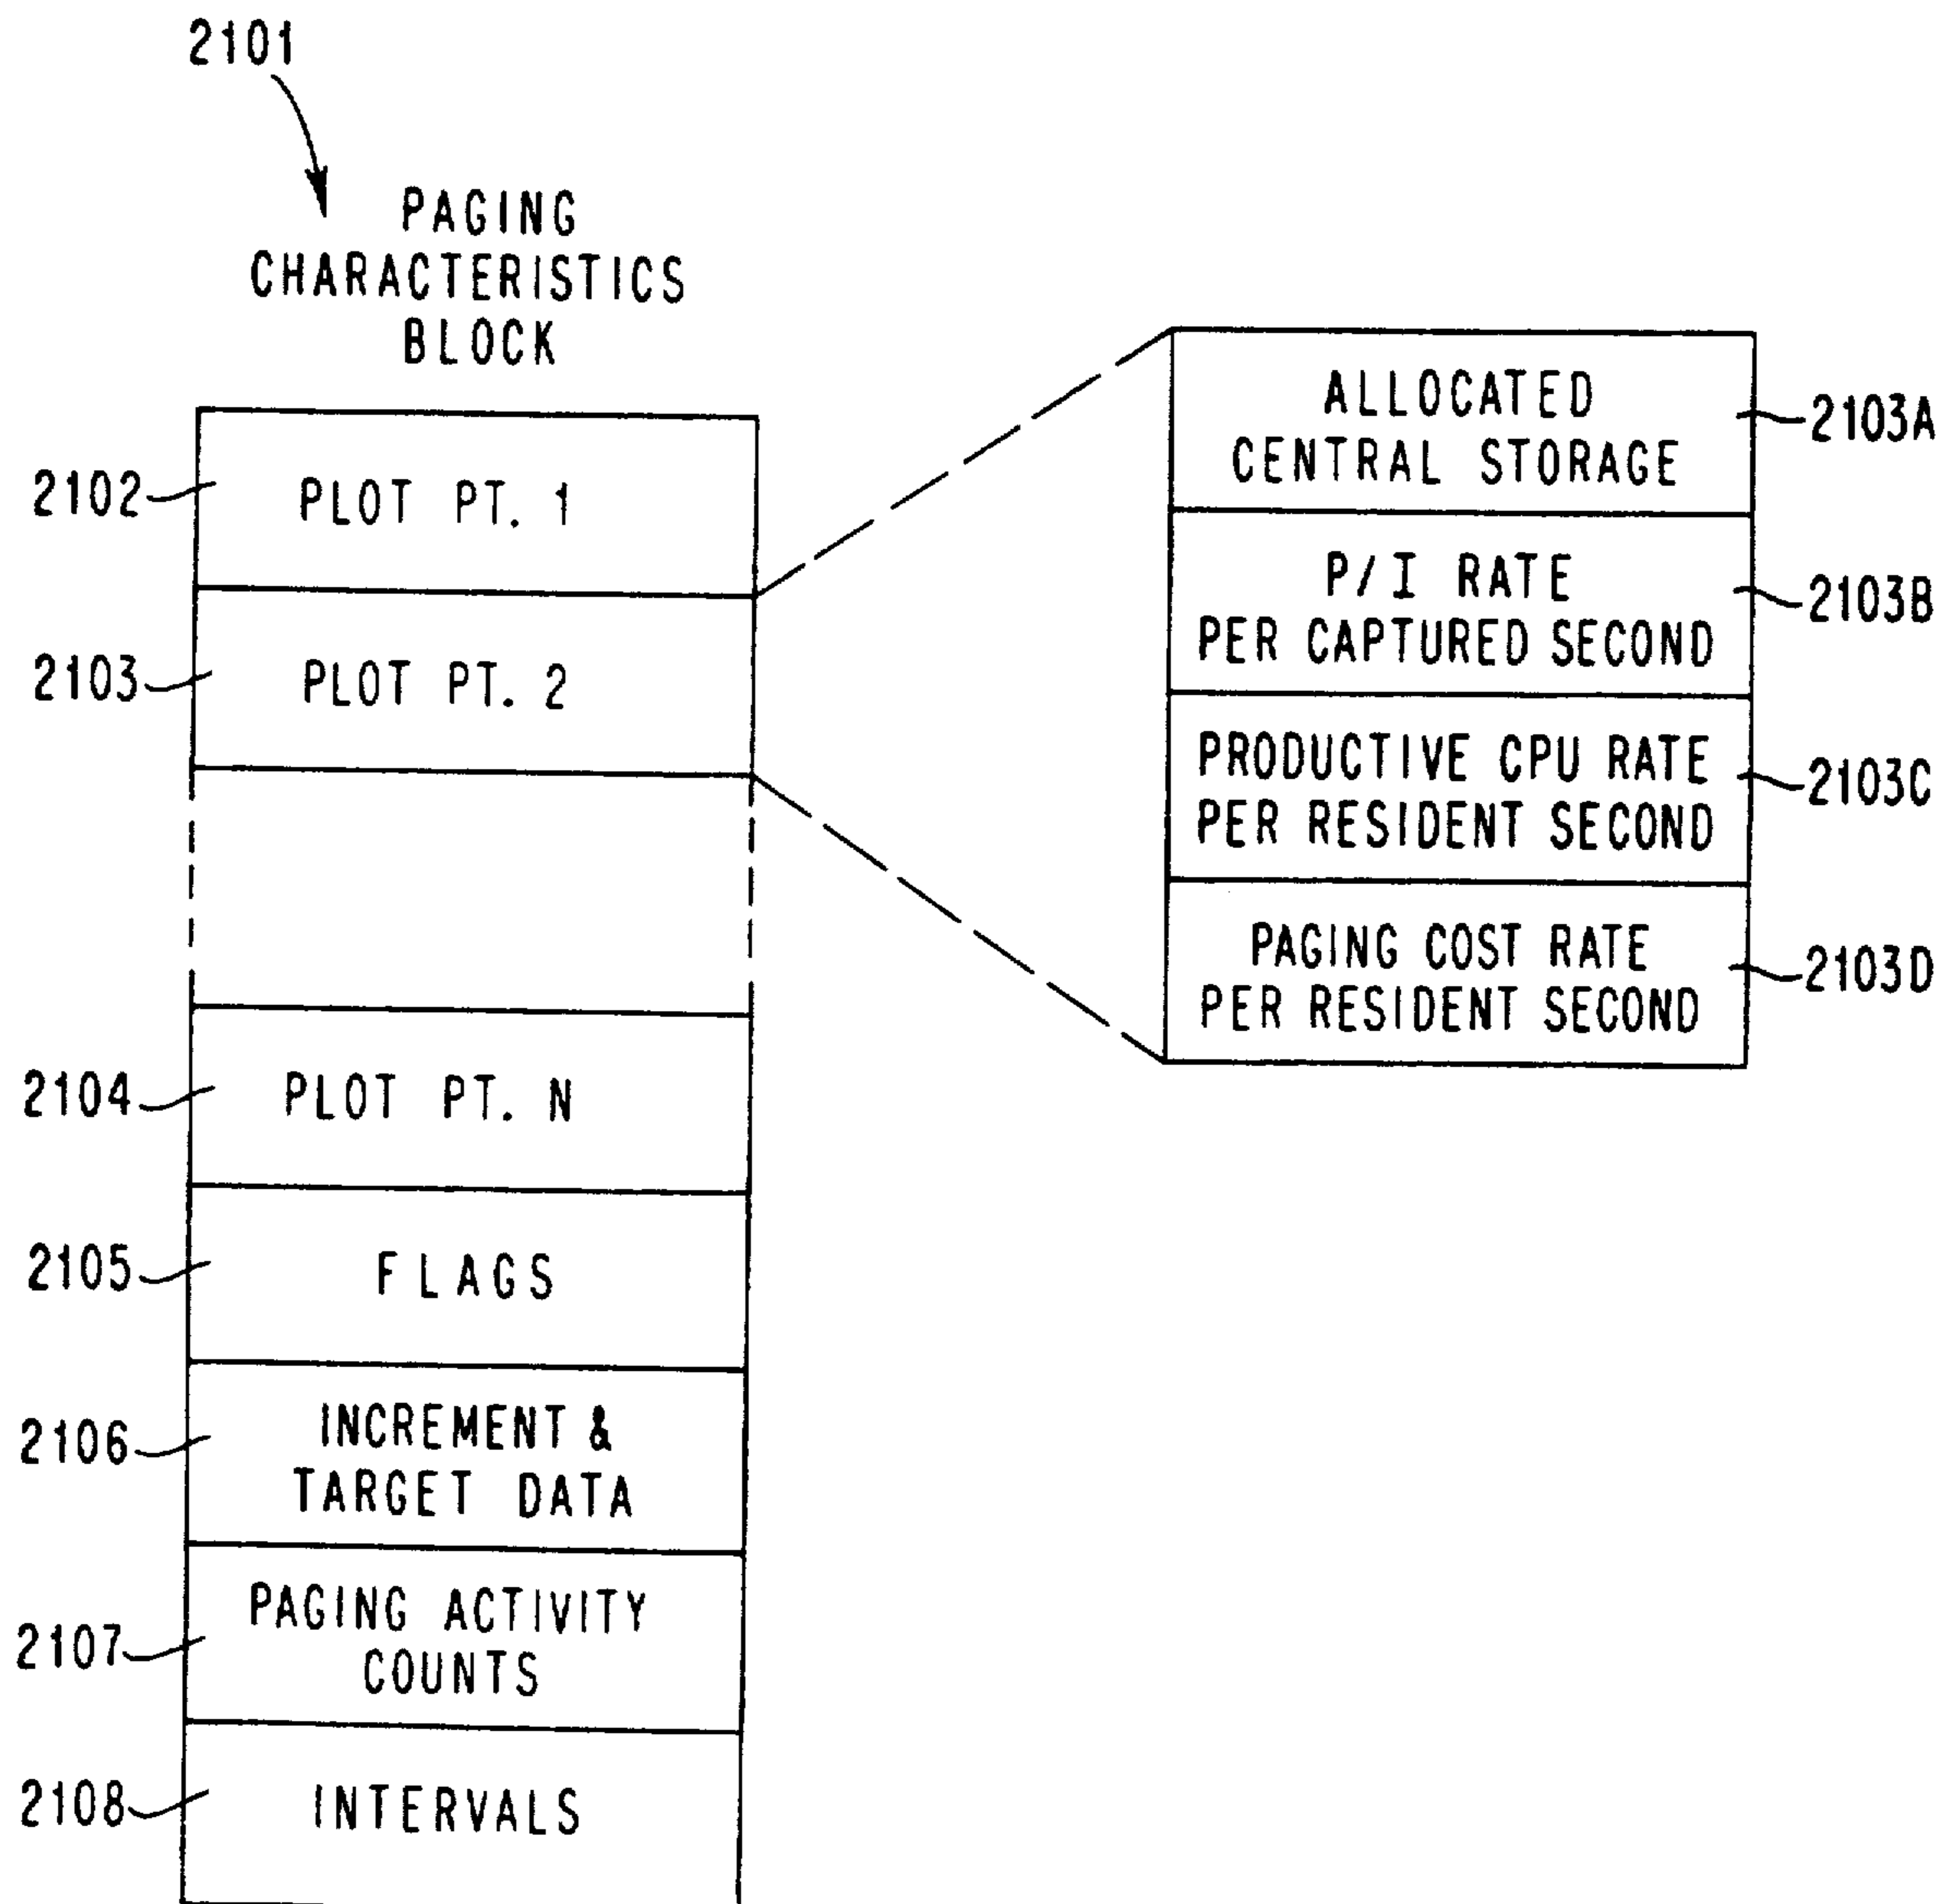 2101
PAGING
CHARACTERISTICS
BLOCK
2102
PLOT PT. 1
2103
PLOT PT. 2
2104
PLOT PT. N
2105
FLAGS
2106
INCREMENT &
TARGET DATA
2107
PAGING ACTIVITY
COUNTS
2108
INTERVALS
ALLOCATED
CENTRAL STORAGE
2103A
P/I RATE
PER CAPTURED SECOND
2103B
PRODUCTIVE CPU RATE
PER RESIDENT SECOND
2103C
PAGING COST RATE
PER RESIDENT SECOND
2103D